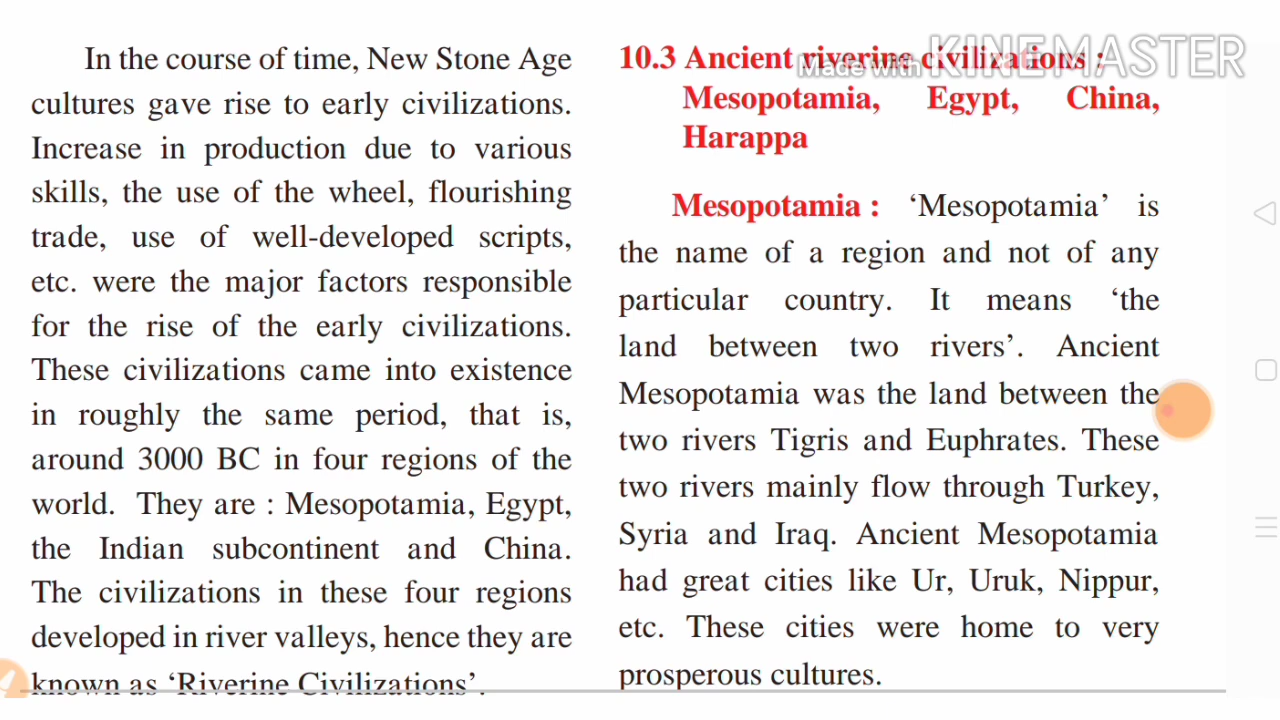 In the course of time, New Stone Age
cultures gave rise to early civilizations.
Increase in production due to various
skills, the use of the wheel, flourishing
trade, use of well-developed scripts,
etc. were the major factors responsible
for the rise of the early civilizations.
These civilizations came into existence
in roughly the same period, that is,
around 3000 BC in four regions of the
world. They are : Mesopotamia, Egypt,
the Indian subcontinent and China.
The civilizations in these four regions
developed in river valleys, hence they are
known as ‘Riverine Civilizations’.
10.3 Ancient riverine civilizations :
Mesopotamia, Egypt, China,
Harappa
Made with KINEMASTER
Mesopotamia : ‘Mesopotamia’ is
the name of a region and not of any
particular country. It means ‘the
land between two rivers’. Ancient
Mesopotamia was the land between the
two rivers Tigris and Euphrates. These
two rivers mainly flow through Turkey,
Syria and Iraq. Ancient Mesopotamia
had great cities like Ur, Uruk, Nippur,
etc. These cities were home to very
prosperous cultures.